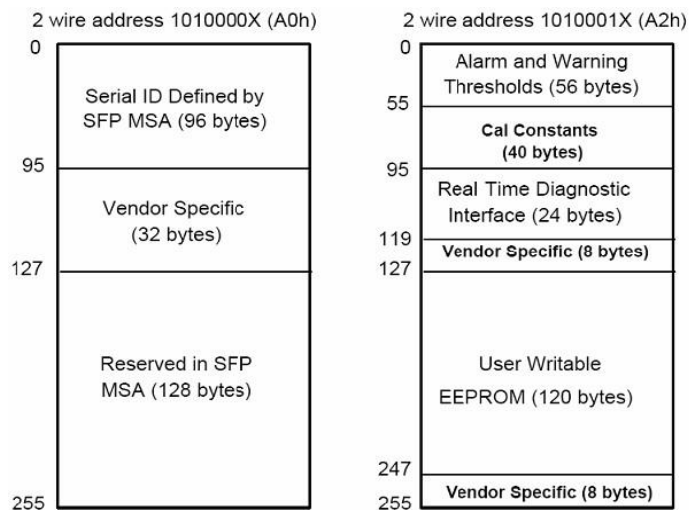 2 wire address 1010000X (A0h)
0
Serial ID Defined by
SFP MSA (96 bytes)
95
Vendor Specific
(32 bytes)
127
Reserved in SFP
MSA (128 bytes)
255
2 wire address 1010001X (A2h)
0
Alarm and Warning
Thresholds (56 bytes)
55
Cal Constants
(40 bytes)
95
Real Time Diagnostic
Interface (24 bytes)
119
Vendor Specific (8 bytes)
127
User Writable
EEPROM (120 bytes)
247
Vendor Specific (8 bytes)
255